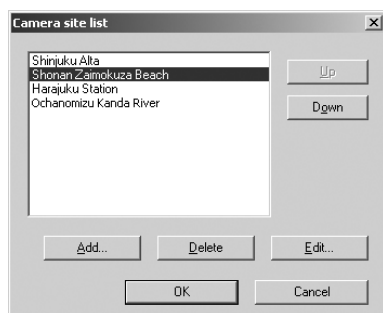 Camera site list
Shinjuku Alta
Shonan Zaimokuza Beach
Harajuku Station
Ochanomizu Kanda River
Up
Down
Add...
Delete
Edit...
OK
Cancel